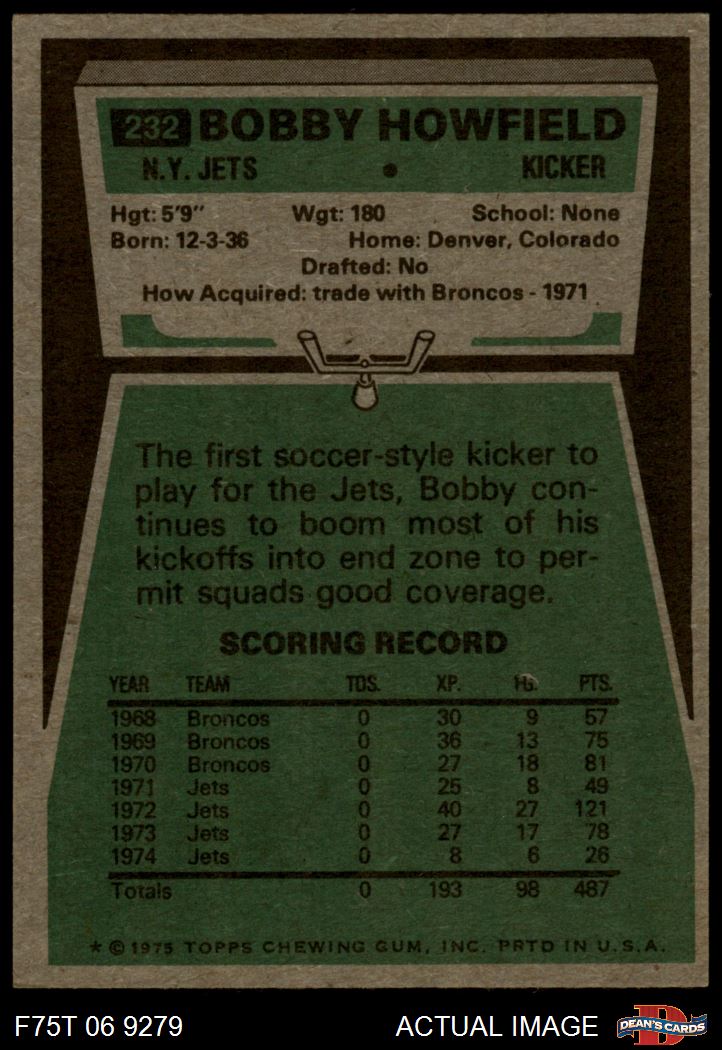 232 BOBBY HOWFIELD
N.Y. JETS • KICKER
Hgt: 5'9" Wgt: 180 School: None
Born: 12-3-36 Home: Denver, Colorado
Drafted: No
How Acquired: trade with Broncos - 1971
The first soccer-style kicker to
play for the Jets, Bobby con-
tinues to boom most of his
kickoffs into end zone to per-
mit squads good coverage.
SCORING RECORD
YEAR TEAM TDS. XP. FG. PTS.
1968 Broncos 0 30 9 57
1969 Broncos 0 36 13 75
1970 Broncos 0 27 18 81
1971 Jets 0 25 8 49
1972 Jets 0 40 27 121
1973 Jets 0 27 17 78
1974 Jets 0 8 6 26
Totals 0 193 98 487
* © 1975 TOPPS CHEWING GUM, INC. PRTD IN U.S.A.
F75T 06 9279 ACTUAL IMAGE D DEAN'S CARDS